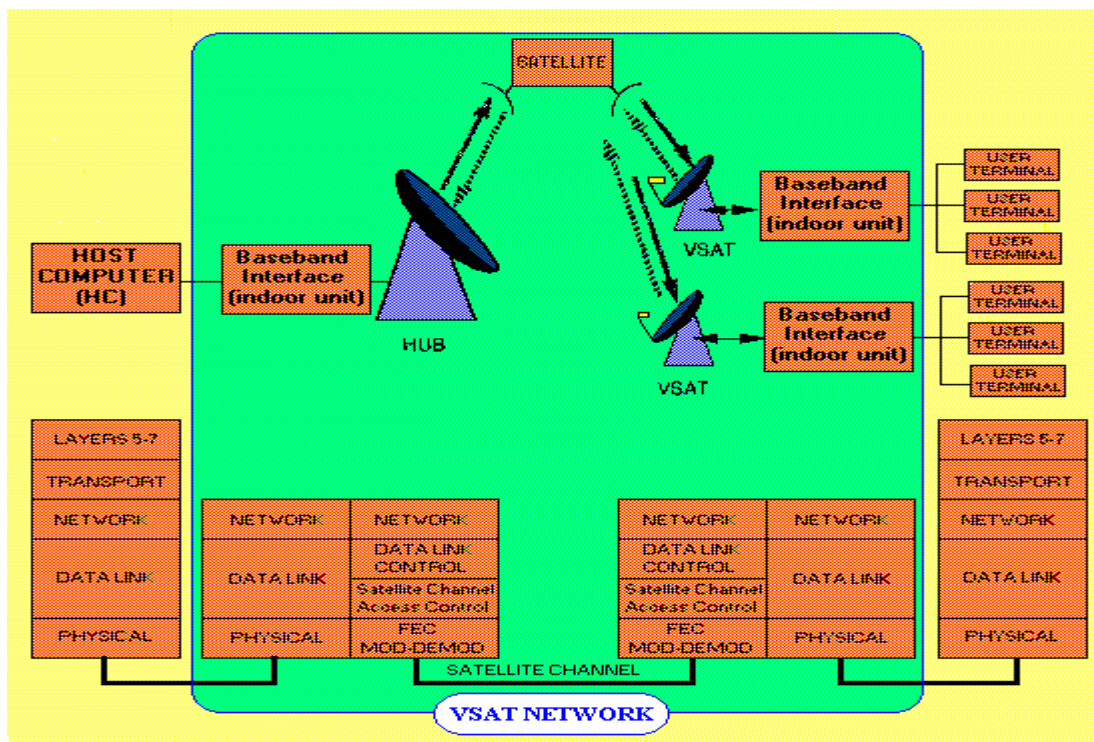 SATELLITE
USER
TERMINAL
USER
TERMINAL
USER
TERMINAL
Baseband
Interface
(indoor unit)
VSAT
HOST
COMPUTER
(HC)
Baseband
Interface
(indoor unit)
HUB
USER
TERMINAL
USER
TERMINAL
USER
TERMINAL
Baseband
Interface
(indoor unit)
VSAT
LAYERS 5-7
TRANSPORT
NETWORK
DATA LINK
PHYSICAL
NETWORK
DATA LINK
PHYSICAL
NETWORK
DATA LINK
CONTROL
Satellite Channel
Access Control
FEC
MOD-DEMOD
SATELLITE CHANNEL
NETWORK
DATA LINK
CONTROL
Satellite Channel
Access Control
FEC
MOD-DEMOD
NETWORK
DATA LINK
PHYSICAL
LAYERS 5-7
TRANSPORT
NETWORK
DATA LINK
PHYSICAL
VSAT NETWORK